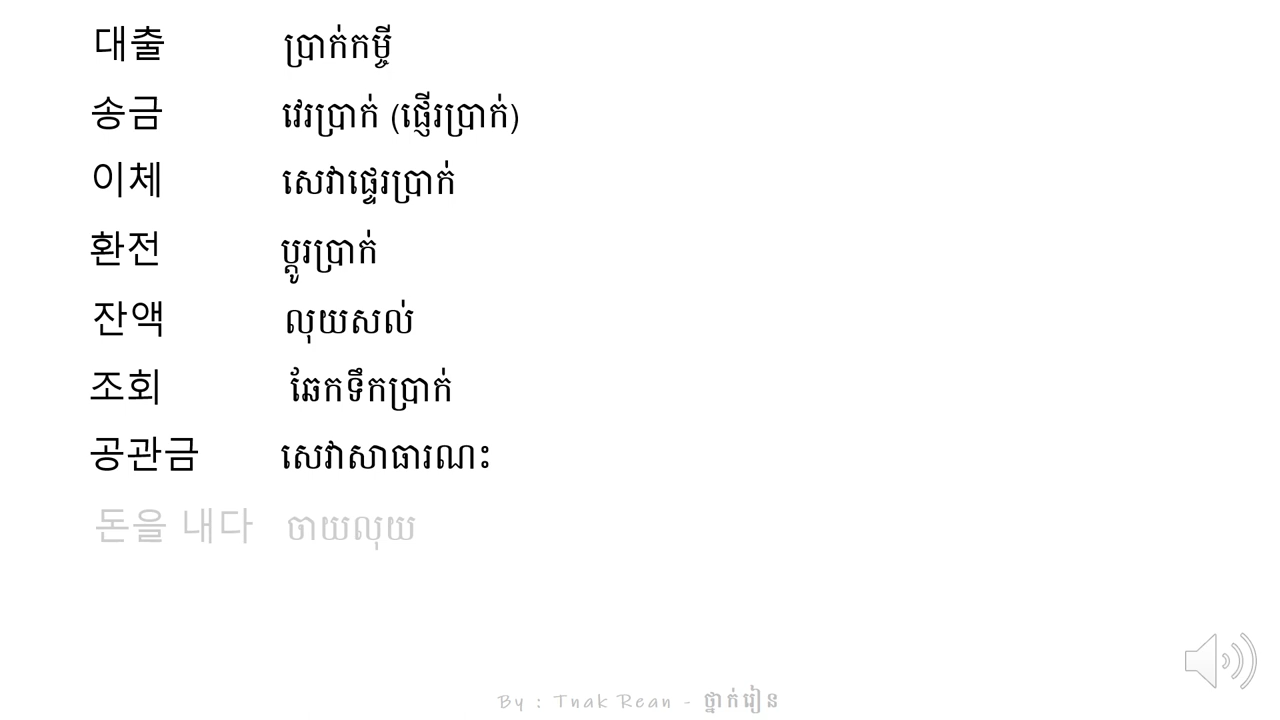 대출 ប្រាក់កម្ចី
송금 វេរប្រាក់ (ផ្ញើរប្រាក់)
이체 សេវាផ្ទេរប្រាក់
환전 ប្តូរប្រាក់
잔액 លុយសល់
조회 ឆែកទឹកប្រាក់
공관금 សេវាសាធារណះ
돈을 내다 ចាយលុយ
By : Tnak Rean - ថ្នាក់រៀន